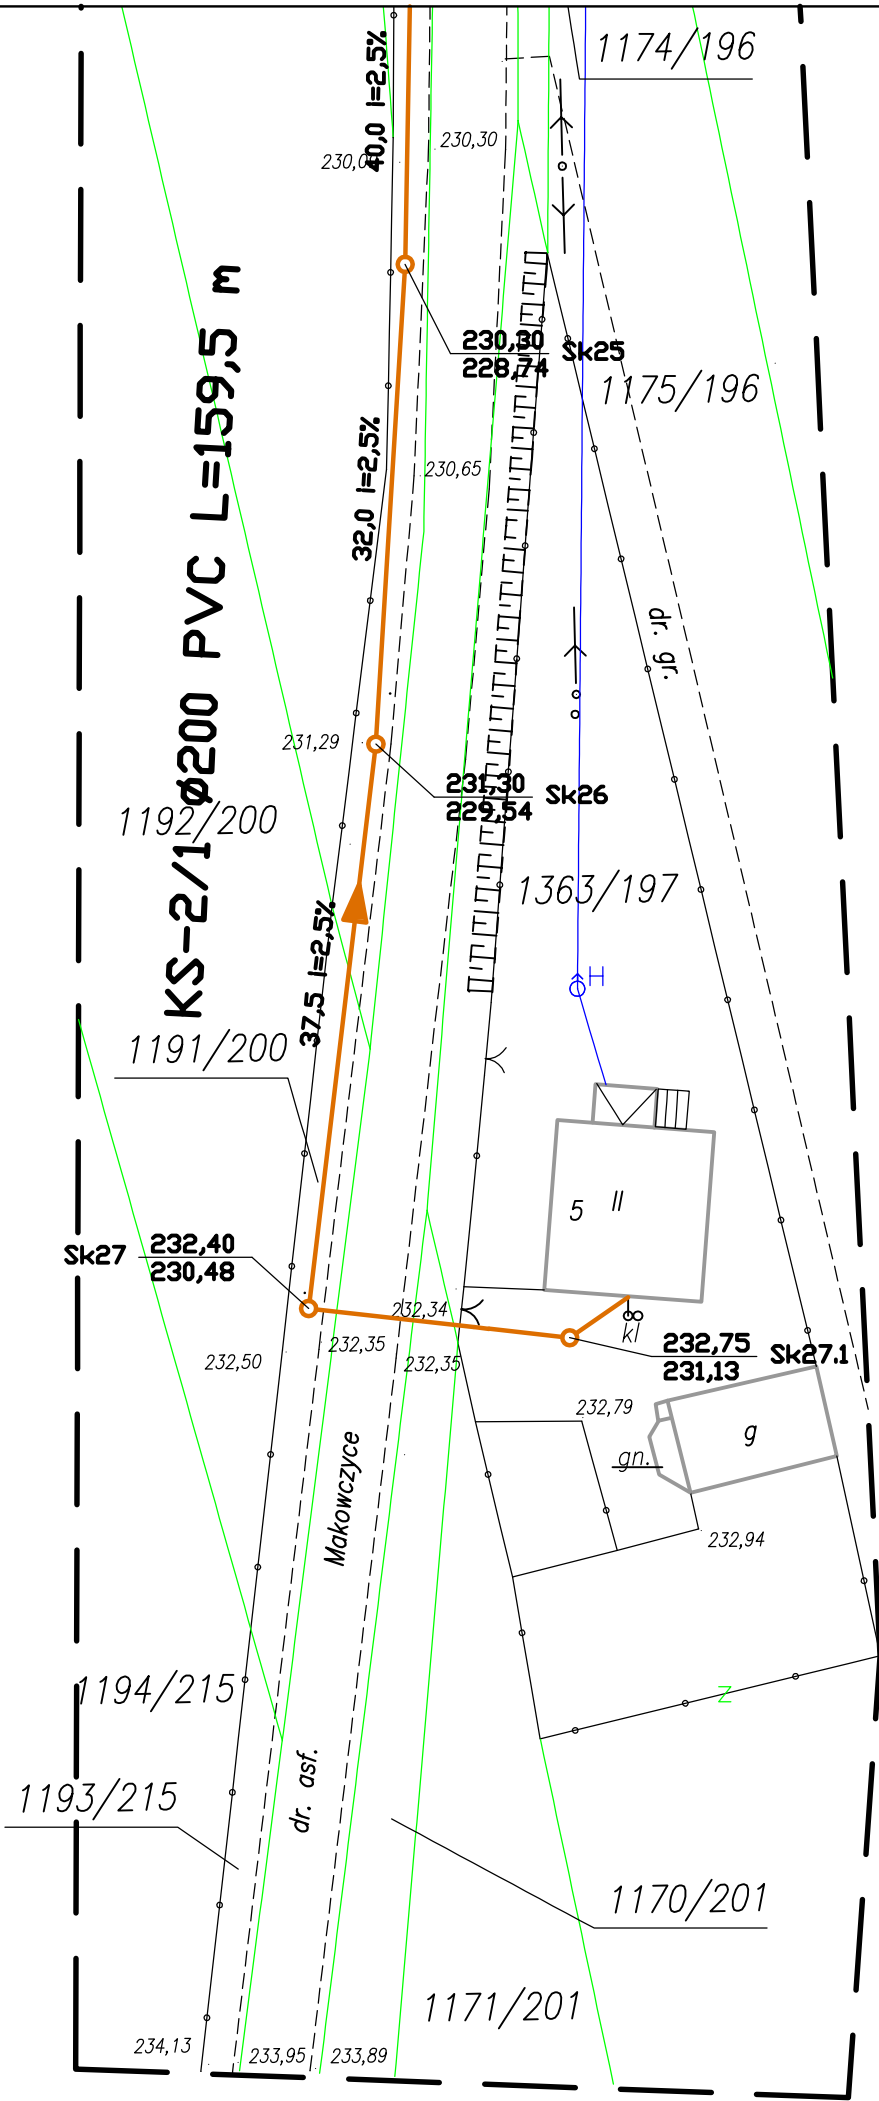 1174/196
40,0 I=2,5%
230,30
230,0
KS-2/1 Ø200 PVC L=159,5 m
230,30
228,74
Sk25
1175/196
32,0 I=2,5%
230,65
dr. gr.
231,29
231,30
229,54
Sk26
1192/200
1363/197
37,5 I=2,5%
H
1191/200
5 II
Sk27
232,40
230,48
232,34
232,35
232,35
232,50
kl
232,75
231,13
Sk27.1
232,79
g
gn.
Makowczyce
232,94
1194/215
z
dr. asf.
1193/215
1170/201
1171/201
234,13
233,95
233,89